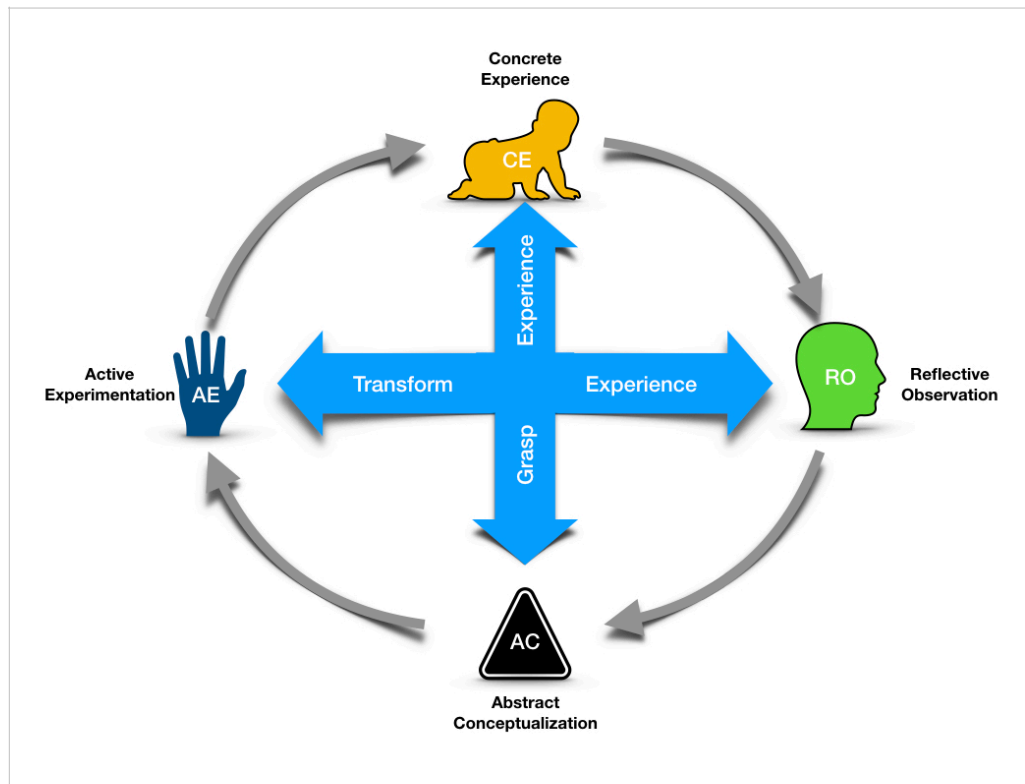 Concrete
Experience
CE
Experience
Transform
Experience
Active
Experimentation
AE
RO
Reflective
Observation
Grasp
AC
Abstract
Conceptualization